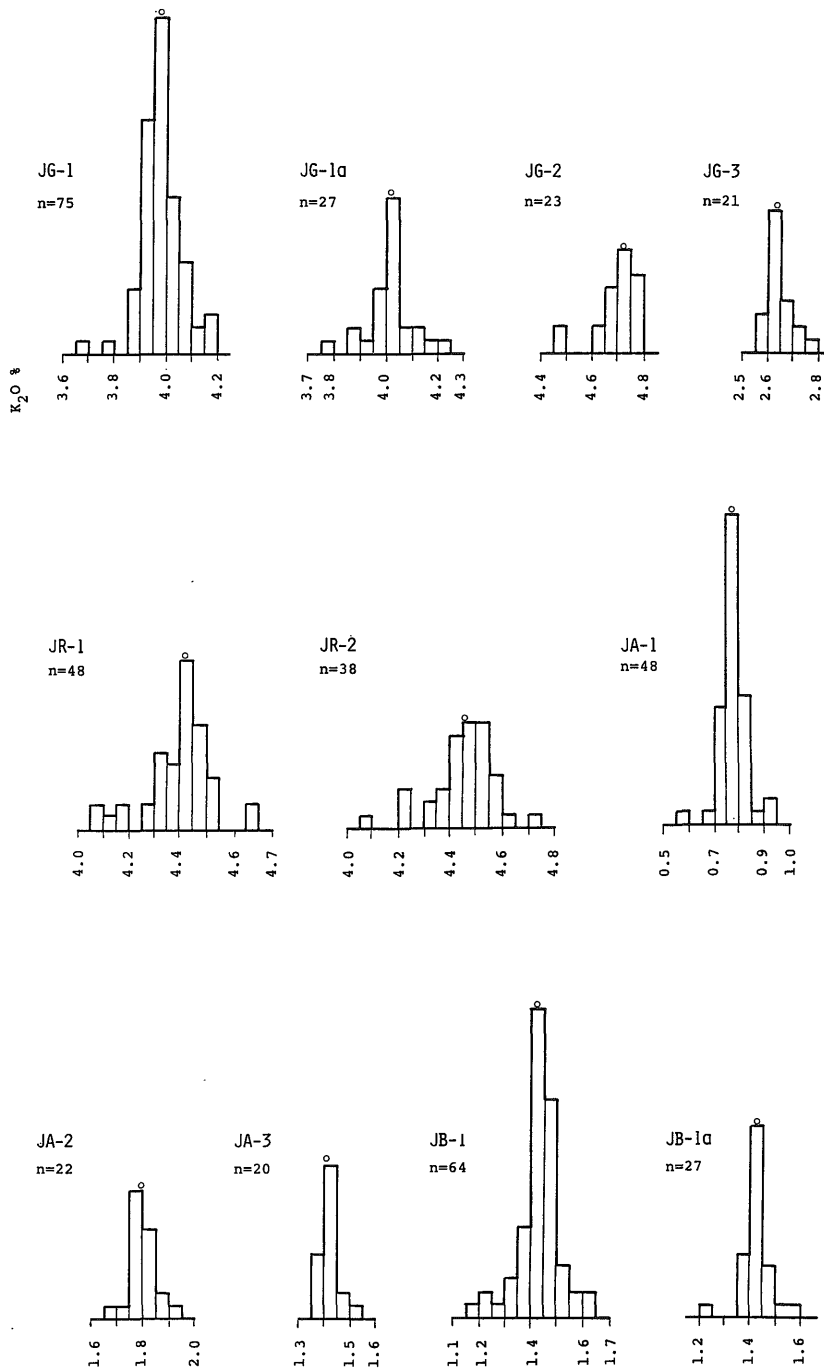 K₂O %
JG-1
n=75
3.6 3.8 4.0 4.2
JG-1a
n=27
3.7 3.8 4.0 4.2 4.3
JG-2
n=23
4.4 4.6 4.8
JG-3
n=21
2.5 2.6 2.8
JR-1
n=48
4.0 4.2 4.4 4.6 4.7
JR-2
n=38
4.0 4.2 4.4 4.6 4.8
JA-1
n=48
0.5 0.7 0.9 1.0
JA-2
n=22
1.6 1.8 2.0
JA-3
n=20
1.3 1.5 1.6
JB-1
n=64
1.1 1.2 1.4 1.6 1.7
JB-1a
n=27
1.2 1.4 1.6